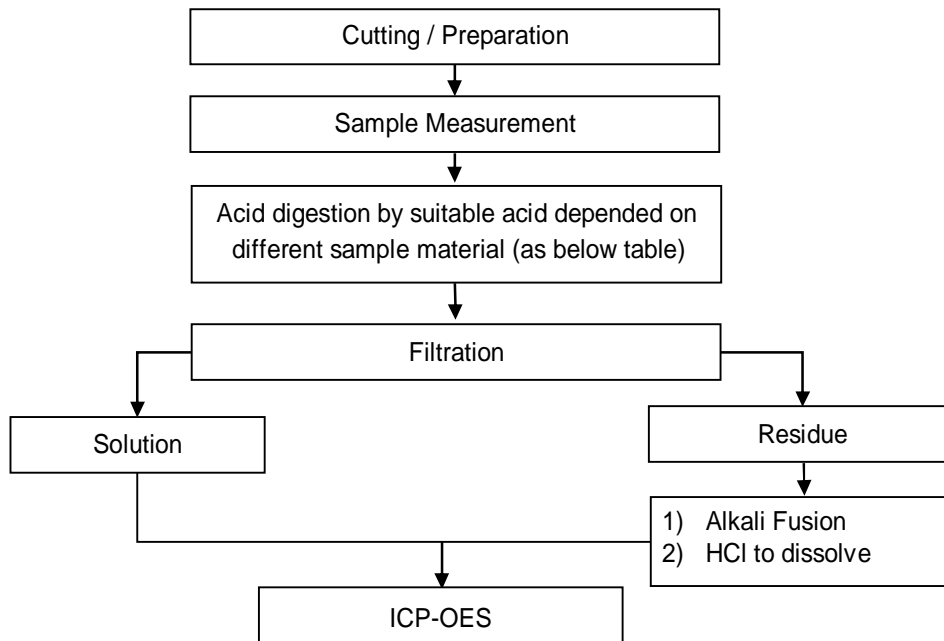 Cutting / Preparation
Sample Measurement
Acid digestion by suitable acid depended on
different sample material (as below table)
Filtration
Solution
Residue
1) Alkali Fusion
2) HCl to dissolve
ICP-OES